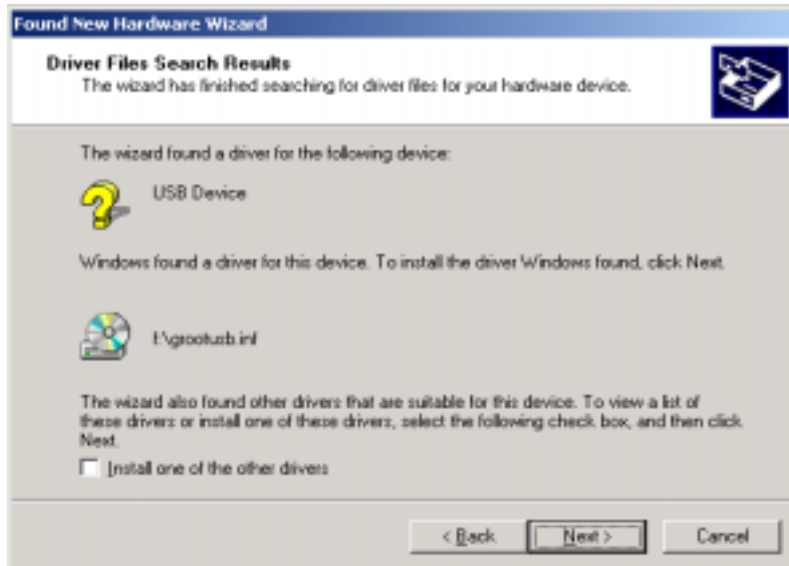 Found New Hardware Wizard
Driver Files Search Results
The wizard has finished searching for driver files for your hardware device.
The wizard found a driver for the following device:
USB Device
Windows found a driver for this device. To install the driver Windows found, click Next.
f:\grootusb.inf
The wizard also found other drivers that are suitable for this device. To view a list of
these drivers or install one of these drivers, select the following check box, and then click
Next.
Install one of the other drivers
< Back
Next >
Cancel